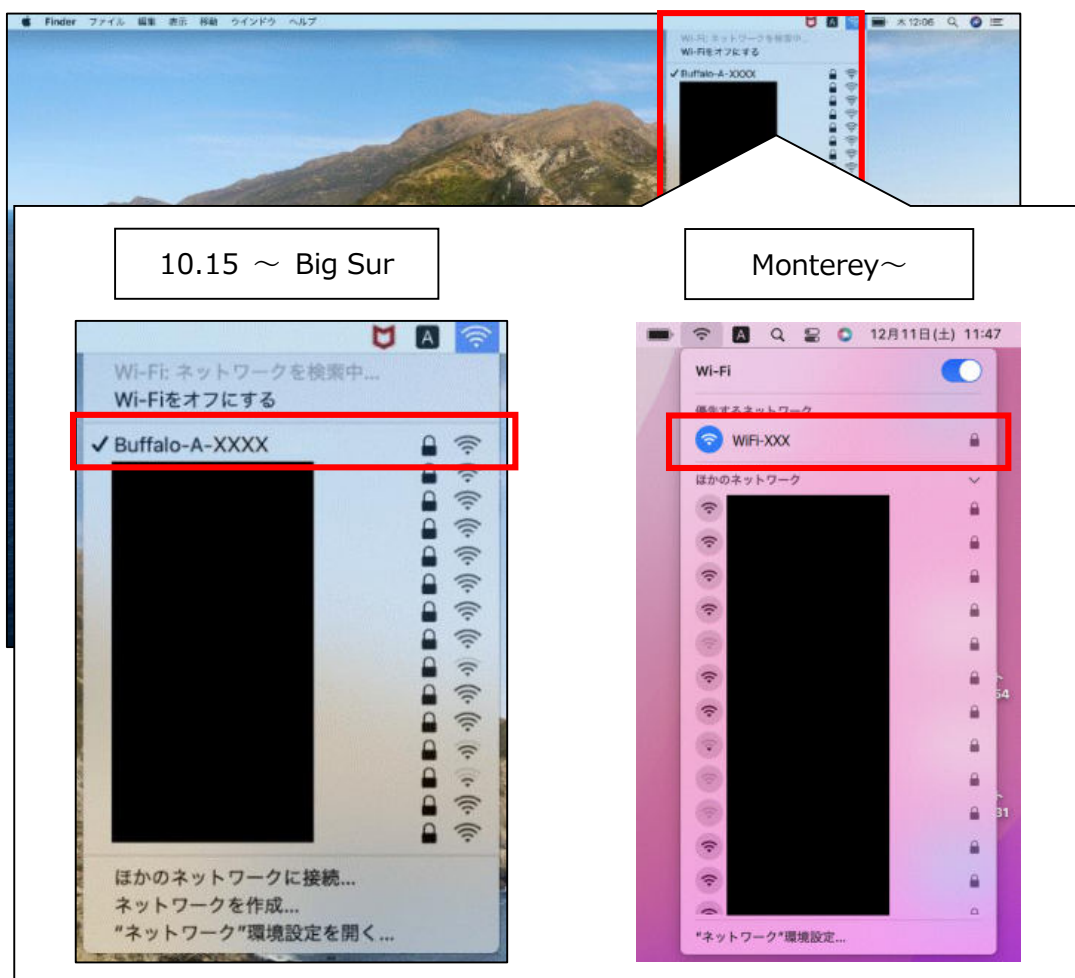 Finder ファイル 編集 表示 移動 ウインドウ ヘルプ
A 木 12:06
Wi-Fi: ネットワークを検索中...
Wi-Fiをオフにする
✓ Buffalo-A-XXXX
10.15 ～ Big Sur
Monterey～
A
Wi-Fi: ネットワークを検索中...
Wi-Fiをオフにする
✓ Buffalo-A-XXXX
ほかのネットワークに接続...
ネットワークを作成...
"ネットワーク"環境設定を開く...
A 12月11日(土) 11:47
Wi-Fi
優先するネットワーク
WiFi-XXX
ほかのネットワーク
ト
54
ト
31
"ネットワーク"環境設定...